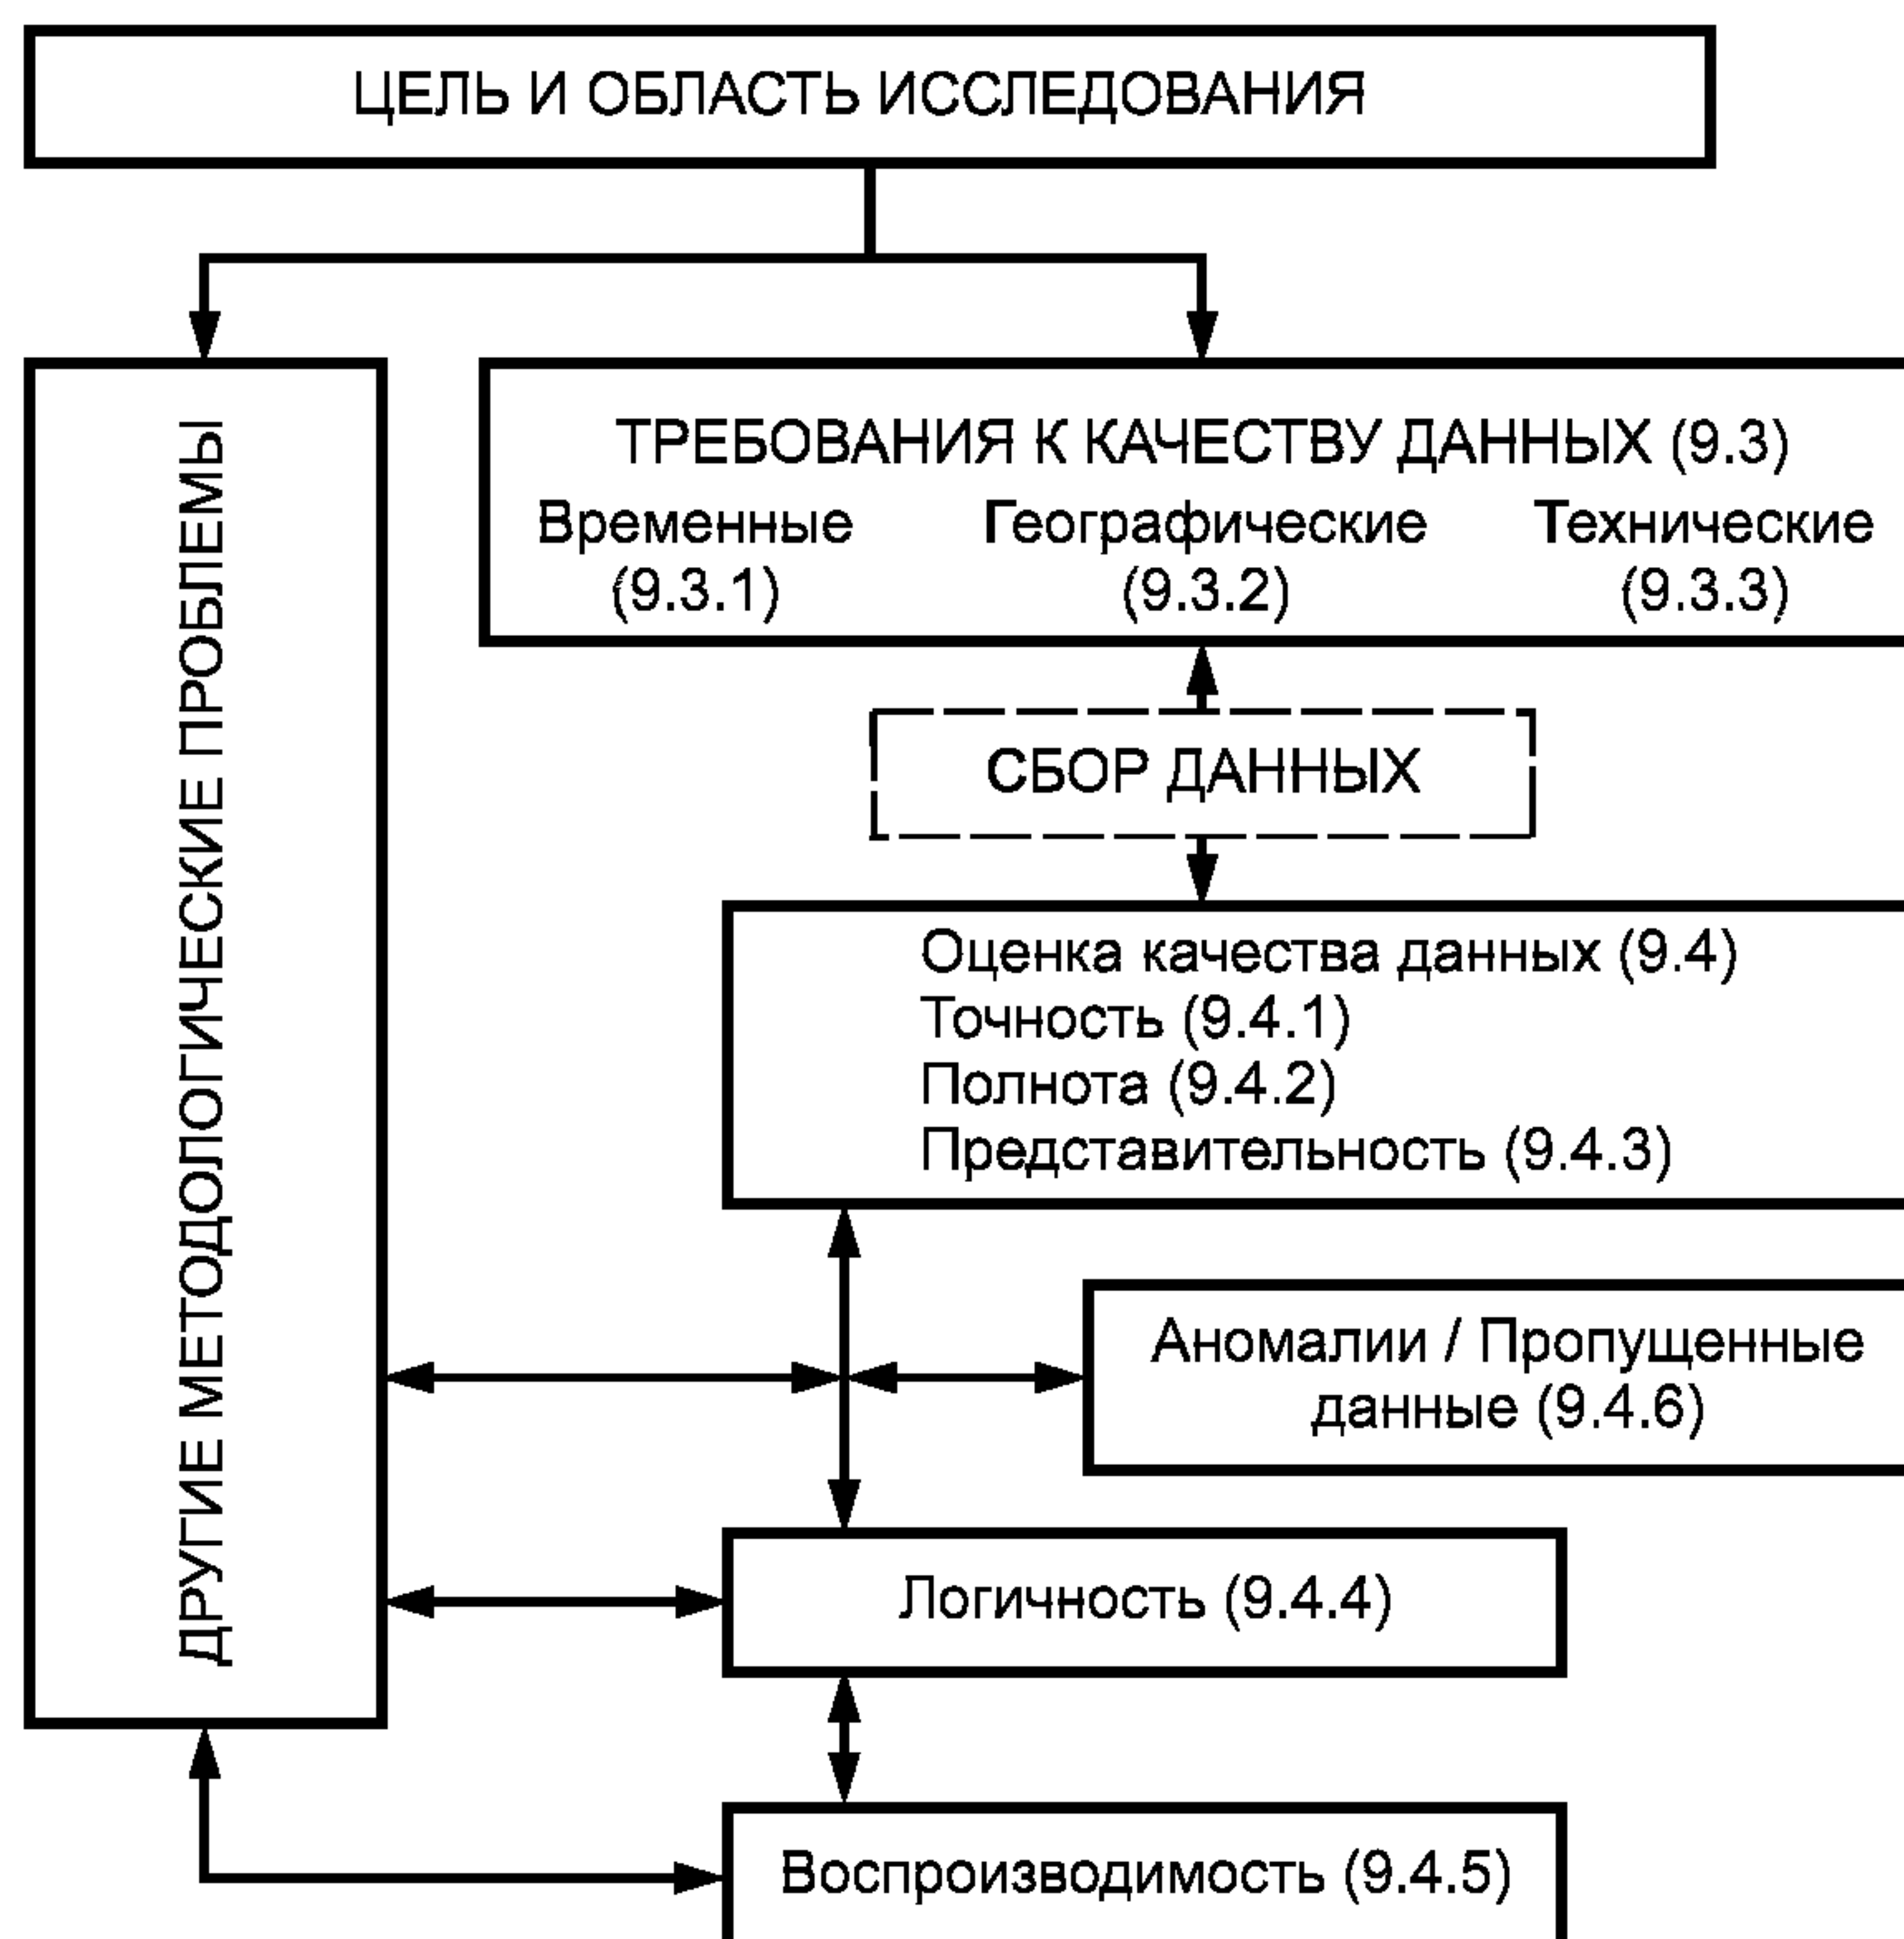 ЦЕЛЬ И ОБЛАСТЬ ИССЛЕДОВАНИЯ
ДРУГИЕ МЕТОДОЛОГИЧЕСКИЕ ПРОБЛЕМЫ
ТРЕБОВАНИЯ К КАЧЕСТВУ ДАННЫХ (9.3)
Временные Географические Технические
(9.3.1) (9.3.2) (9.3.3)
СБОР ДАННЫХ
Оценка качества данных (9.4)
Точность (9.4.1)
Полнота (9.4.2)
Представительность (9.4.3)
Аномалии / Пропущенные
данные (9.4.6)
Логичность (9.4.4)
Воспроизводимость (9.4.5)